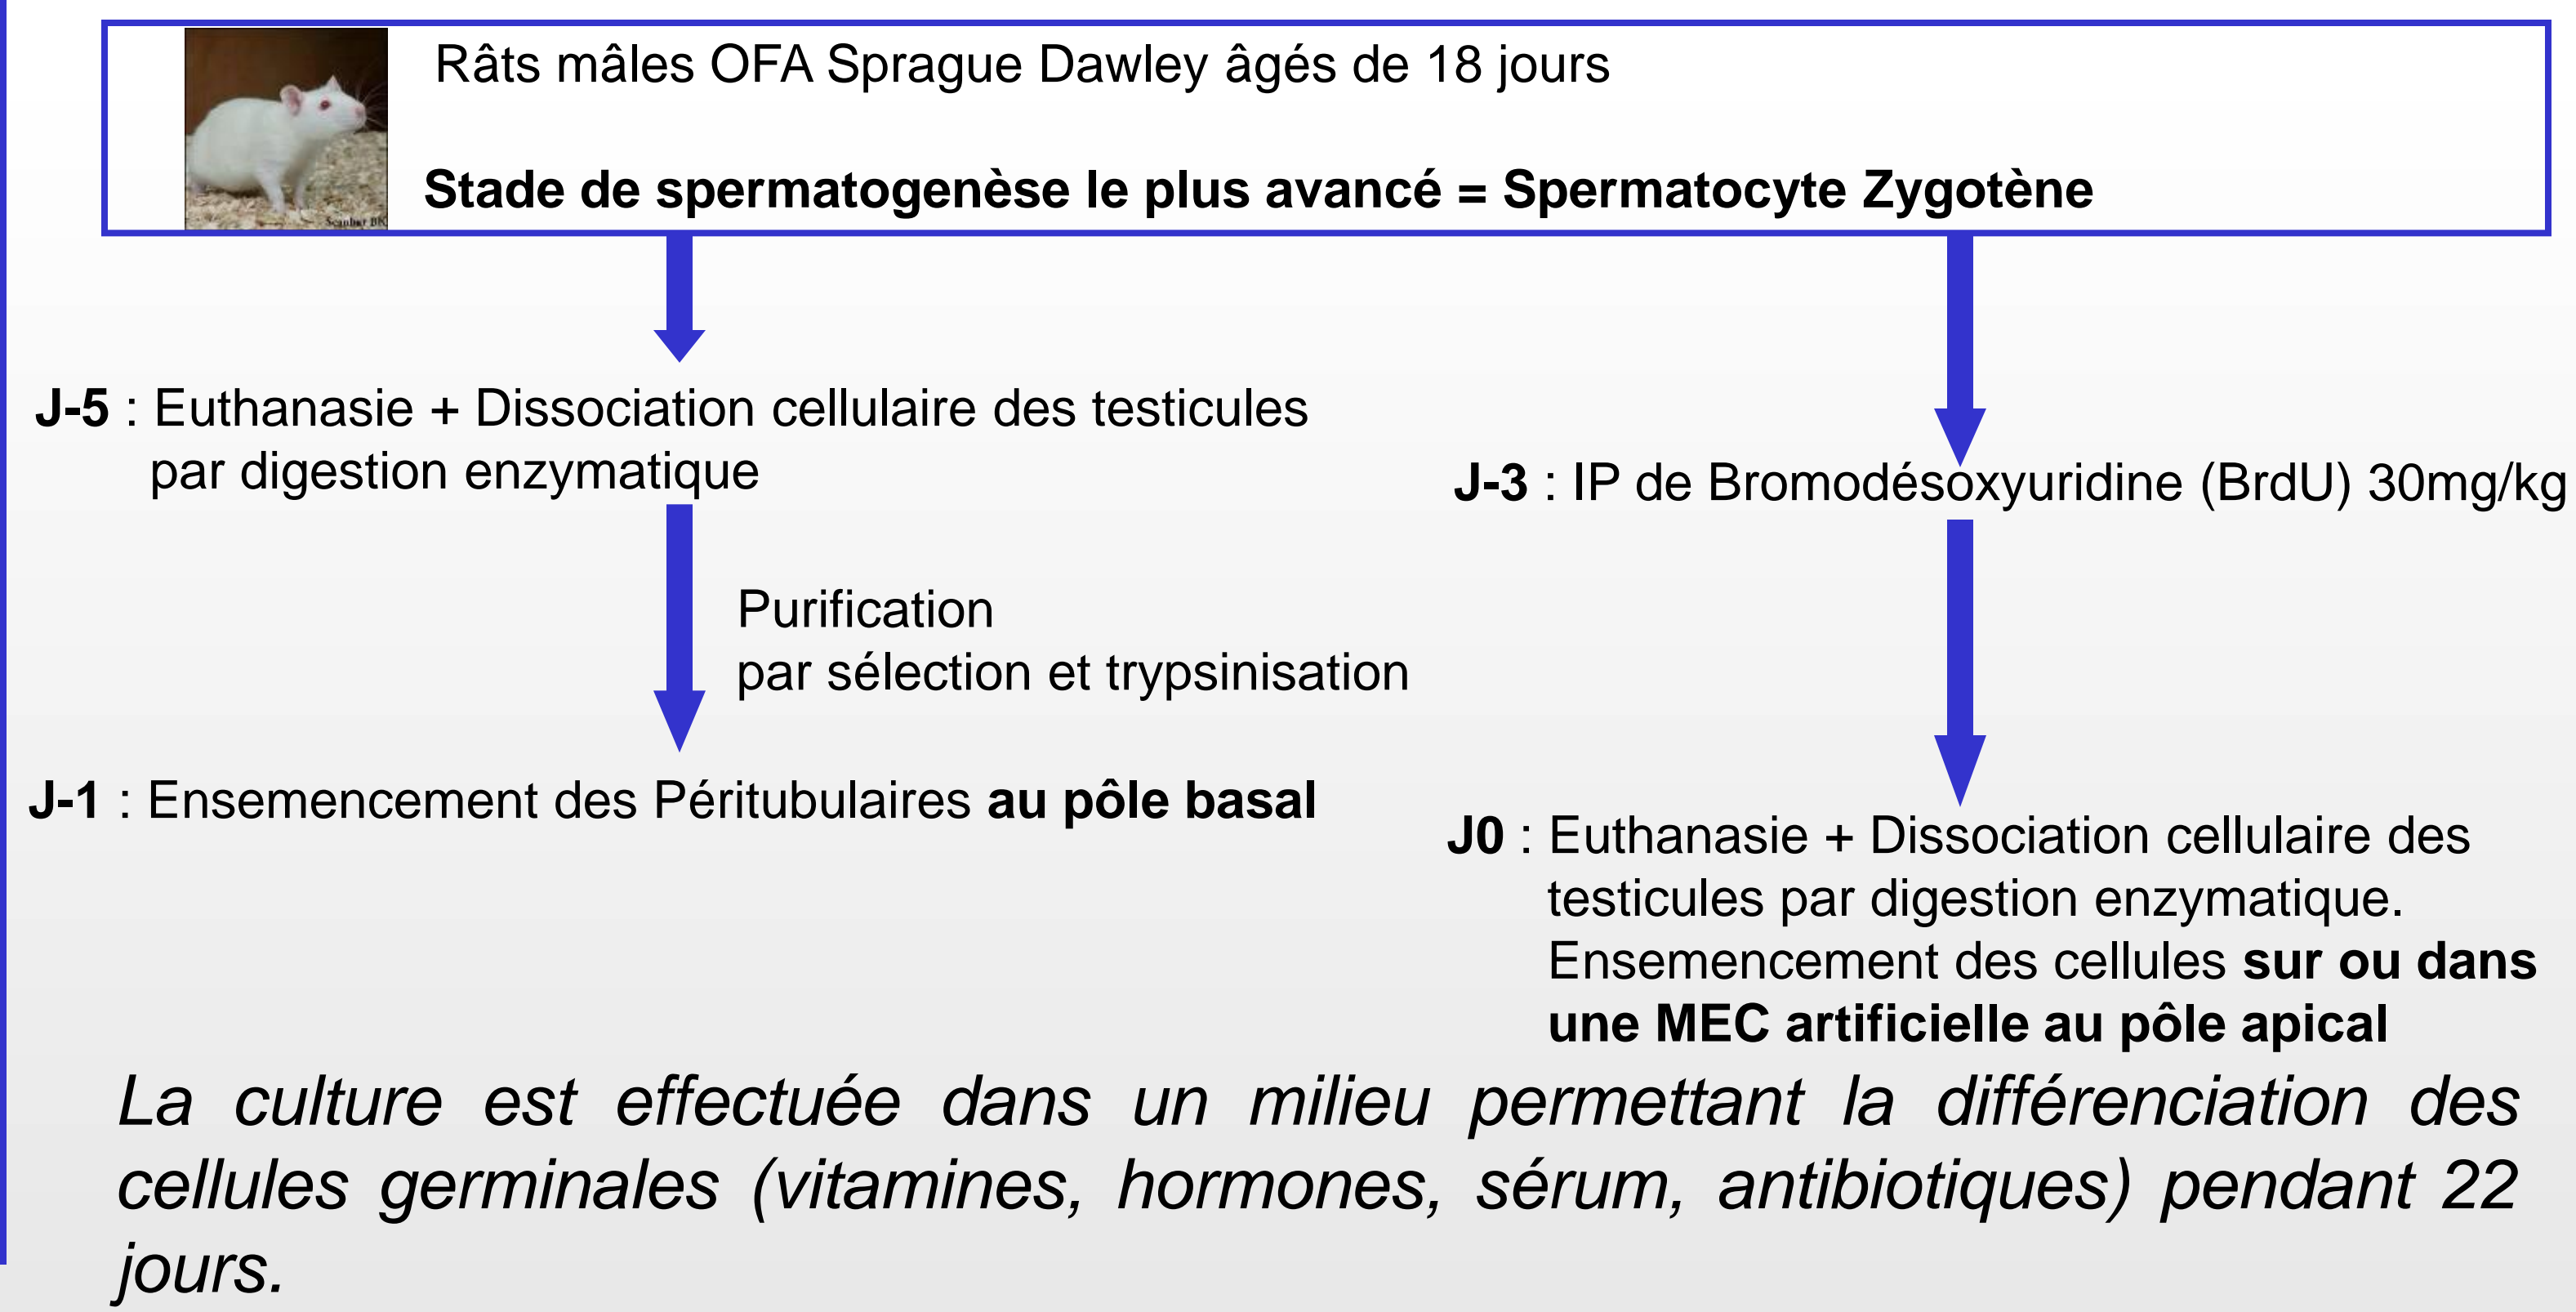 Râts mâles OFA Sprague Dawley âgés de 18 jours
Stade de spermatogenèse le plus avancé = Spermatocyte Zygotène
J-5 : Euthanasie + Dissociation cellulaire des testicules
par digestion enzymatique
Purification
par sélection et trypsinisation
J-1 : Ensemencement des Péritubulaires au pôle basal
J-3 : IP de Bromodésoxyuridine (BrdU) 30mg/kg
J0 : Euthanasie + Dissociation cellulaire des
testicules par digestion enzymatique.
Ensemencement des cellules sur ou dans
une MEC artificielle au pôle apical
La culture est effectuée dans un milieu permettant la différenciation des
cellules germinales (vitamines, hormones, sérum, antibiotiques) pendant 22
jours.